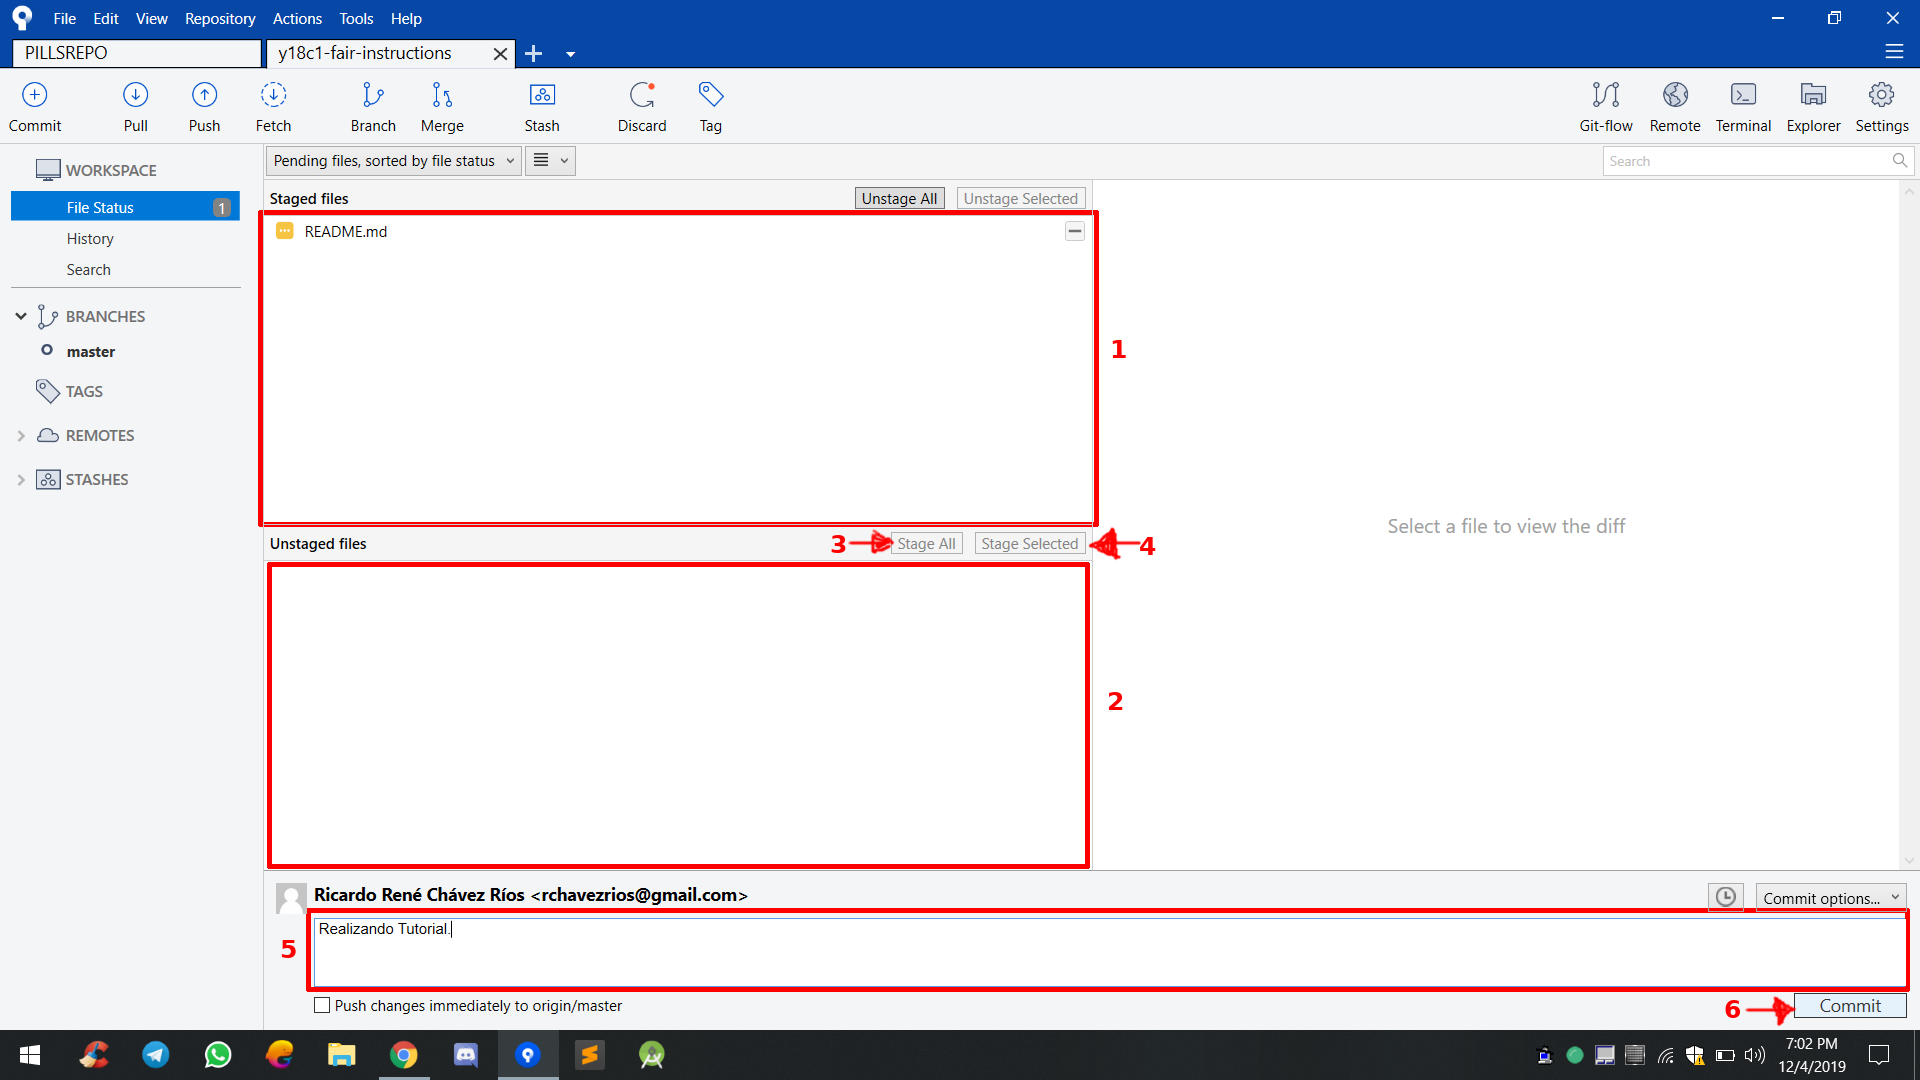 File Edit View Repository Actions Tools Help
PILLSREPO y18c1-fair-instructions
Commit Pull Push Fetch Branch Merge Stash Discard Tag Git-flow Remote Terminal Explorer Settings
WORKSPACE
File Status 1
History
Search
BRANCHES
master
TAGS
REMOTES
STASHES
Pending files, sorted by file status
Search
Staged files Unstage All Unstage Selected
README.md
1
Select a file to view the diff
Unstaged files 3 Stage All Stage Selected 4
2
Ricardo René Chávez Ríos <rchavezrios@gmail.com>
Commit options...
5 Realizando Tutorial.
Push changes immediately to origin/master
6 Commit
7:02 PM
12/4/2019